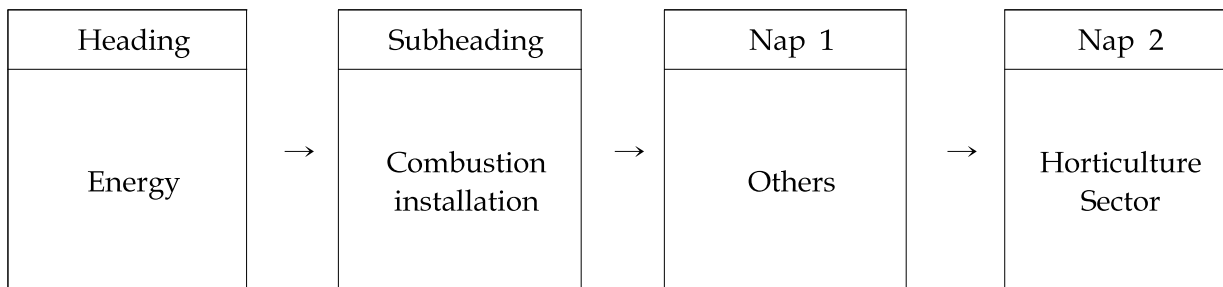 Heading
Energy
→
Subheading
Combustion
installation
→
Nap 1
Others
→
Nap 2
Horticulture
Sector